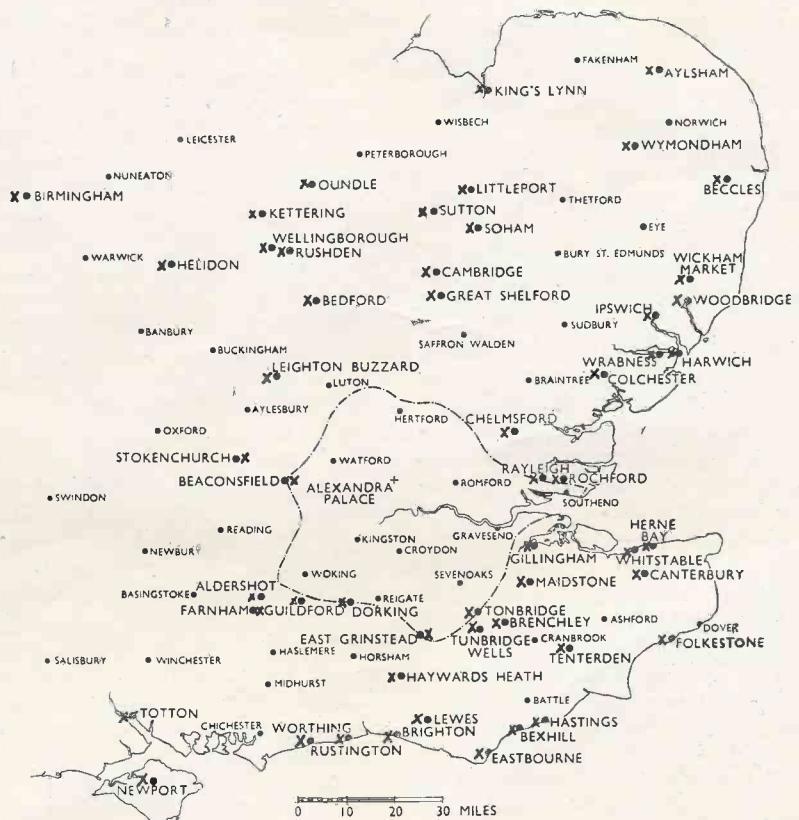 FAKENHAM
AYLSHAM
KING'S LYNN
WISBECH
NORWICH
LEICESTER
WYMONDHAM
PETERBOROUGH
NUNEATON
OUNDLE
LITTLEPORT
BECCLES
BIRMINGHAM
THETFORD
KETTERING
SUTTON
SOHAM
EYE
WELLINGBOROUGH
RUSHDEN
WARWICK
HELIDON
BURY ST. EDMUNDS
WICKHAM
MARKET
CAMBRIDGE
BEDFORD
GREAT SHELFORD
WOODBRIDGE
IPSWICH
BANBURY
SUDBURY
SAFFRON WALDEN
BUCKINGHAM
WRABNESS
HARWICH
LEIGHTON BUZZARD
LUTON
BRAINTREE
COLCHESTER
AYLESBURY
HERTFORD
CHELMSFORD
OXFORD
STOKENCHURCH
WATFORD
RAYLEIGH
BEACONSFIELD
ALEXANDRA
PALACE
ROMFORD
ROCHFORD
SWINDON
SOUTHEND
READING
KINGSTON
GRAVESEND
HERNE
BAY
NEWBURY
CROYDON
GILLINGHAM
WHITSTABLE
WOKING
SEVENOAKS
MAIDSTONE
CANTERBURY
ALDERSHOT
BASINGSTOKE
REIGATE
FARNHAM
GUILDFORD
DORKING
TONBRIDGE
BRENCHLEY
ASHFORD
DOVER
EAST GRINSTEAD
TUNBRIDGE
WELLS
CRANBROOK
FOLKESTONE
TENTERDEN
SALISBURY
WINCHESTER
HASLEMERE
HORSHAM
MIDHURST
HAYWARDS HEATH
BATTLE
TOTTON
CHICHESTER
WORTHING
LEWES
HASTINGS
RUSTINGTON
BRIGHTON
BEXHILL
EASTBOURNE
NEWPORT
0 10 20 30 MILES